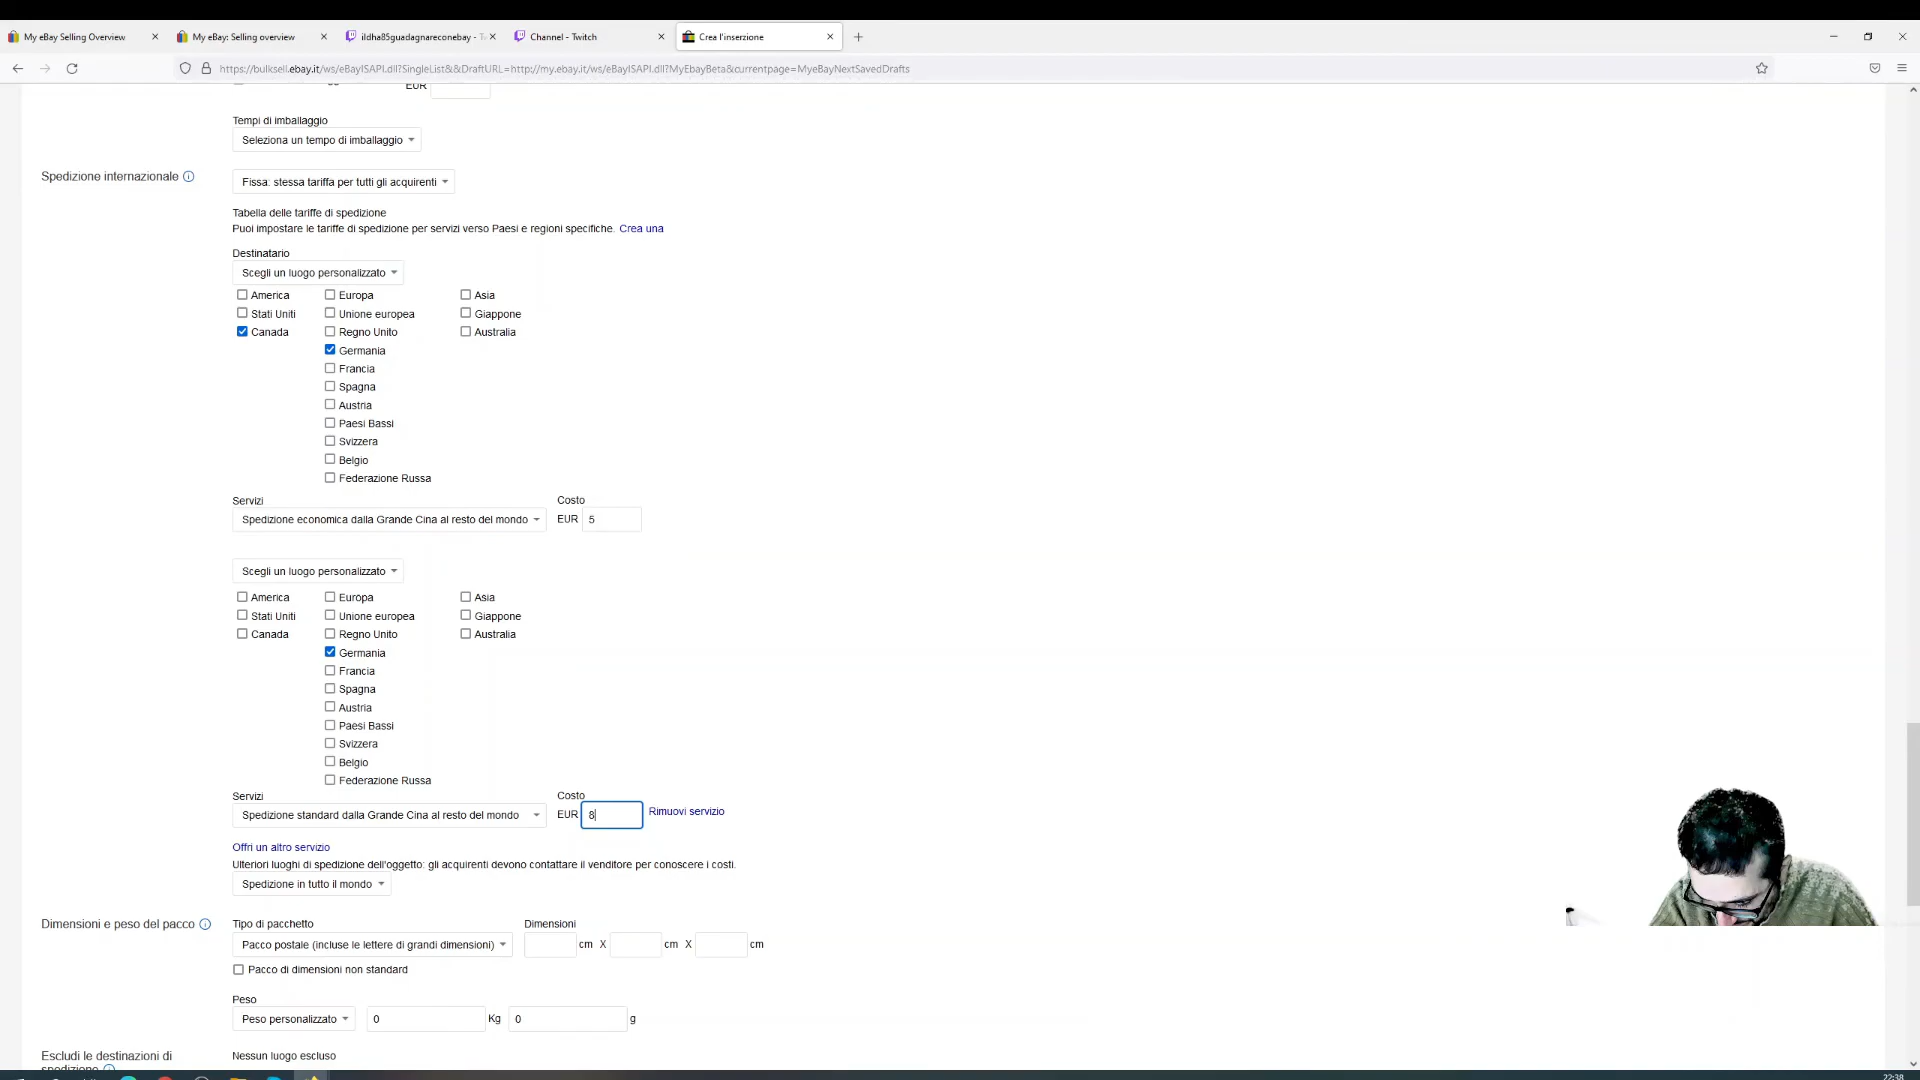 My eBay Selling Overview
My eBay: Selling overview
ildha85guadagnareconebay - Tw
Channel - Twitch
Crea l'inserzione
https://bulksell.ebay.it/ws/eBayISAPI.dll?SingleList&&DraftURL=http://my.ebay.it/ws/eBayISAPI.dll?MyEbayBeta&currentpage=MyeBayNextSavedDrafts
EUR
Tempi di imballaggio
Seleziona un tempo di imballaggio
Spedizione internazionale
Fissa: stessa tariffa per tutti gli acquirenti
Tabella delle tariffe di spedizione
Puoi impostare le tariffe di spedizione per servizi verso Paesi e regioni specifiche. Crea una
Destinatario
Scegli un luogo personalizzato
America Europa Asia
Stati Uniti Unione europea Giappone
Canada Regno Unito Australia
Germania
Francia
Spagna
Austria
Paesi Bassi
Svizzera
Belgio
Federazione Russa
Servizi Costo
Spedizione economica dalla Grande Cina al resto del mondo EUR 5
Scegli un luogo personalizzato
America Europa Asia
Stati Uniti Unione europea Giappone
Canada Regno Unito Australia
Germania
Francia
Spagna
Austria
Paesi Bassi
Svizzera
Belgio
Federazione Russa
Servizi Costo
Spedizione standard dalla Grande Cina al resto del mondo EUR 8 Rimuovi servizio
Offri un altro servizio
Ulteriori luoghi di spedizione dell'oggetto: gli acquirenti devono contattare il venditore per conoscere i costi.
Spedizione in tutto il mondo
Dimensioni e peso del pacco Tipo di pacchetto Dimensioni
Pacco postale (incluse le lettere di grandi dimensioni) cm X cm X cm
Pacco di dimensioni non standard
Peso
Peso personalizzato 0 Kg 0 g
Escludi le destinazioni di Nessun luogo escluso
spedizione
22:38